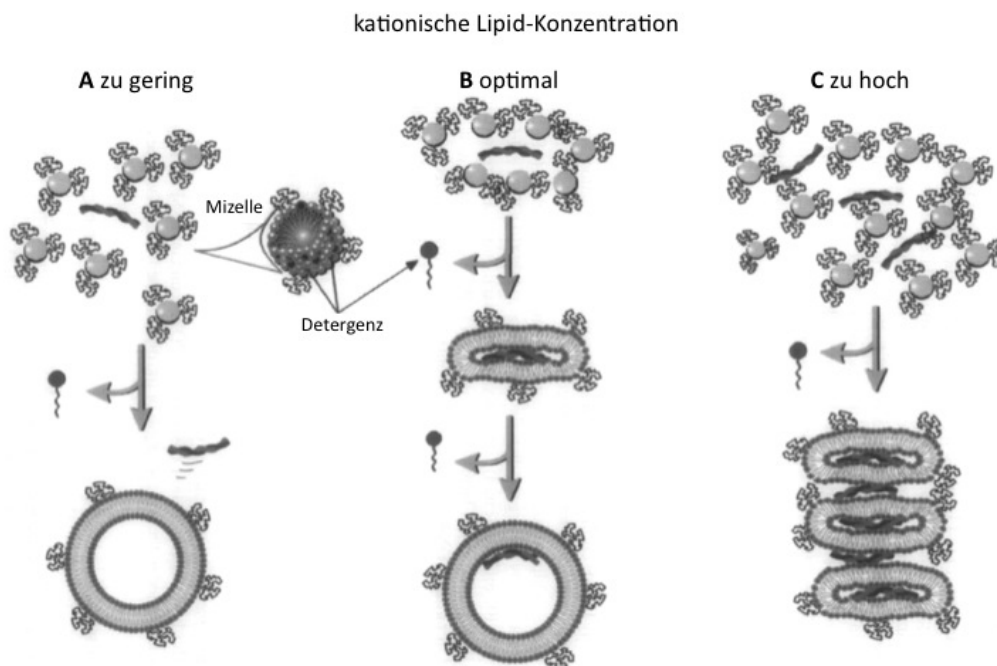 kationische Lipid-Konzentration
A zu gering
B optimal
C zu hoch
Mizelle
Detergenz